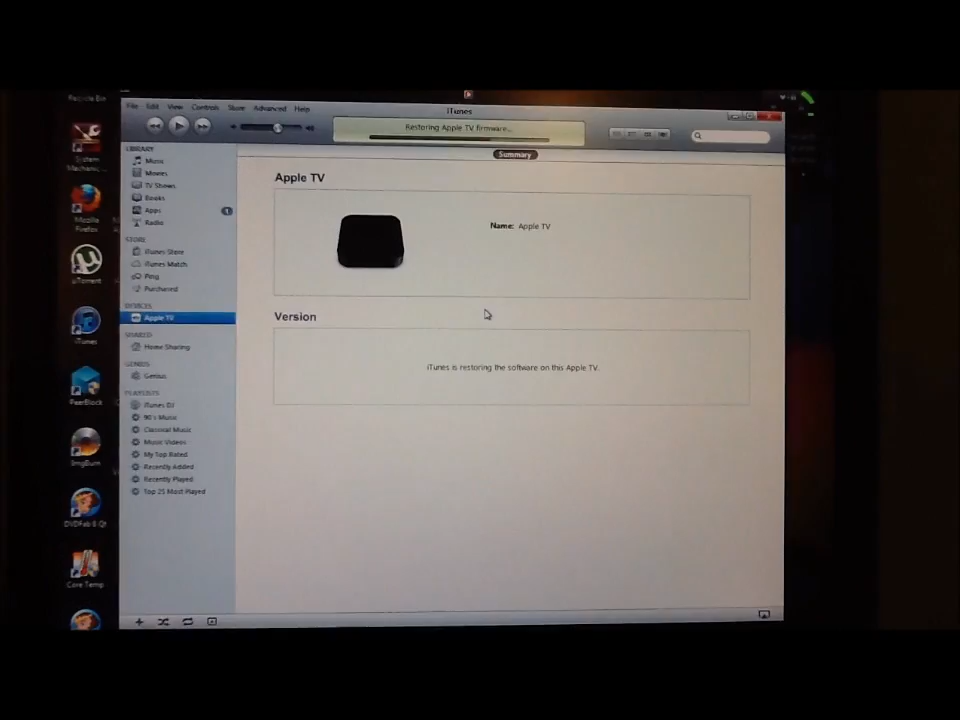 Recycle Bin
System
Mechanic ...
Mozilla
Firefox
uTorrent
iTunes
PeerBlock
ImgBurn
DVDFab 8 Qt
Core Temp
File Edit View Controls Store Advanced Help
iTunes
Restoring Apple TV firmware...
Summary
LIBRARY
Music
Movies
TV Shows
Books
Apps
1
Radio
STORE
iTunes Store
iTunes Match
Ping
Purchased
DEVICES
Apple TV
SHARED
Home Sharing
GENIUS
Genius
PLAYLISTS
iTunes DJ
90's Music
Classical Music
Music Videos
My Top Rated
Recently Added
Recently Played
Top 25 Most Played
Apple TV
Name: Apple TV
Version
iTunes is restoring the software on this Apple TV.